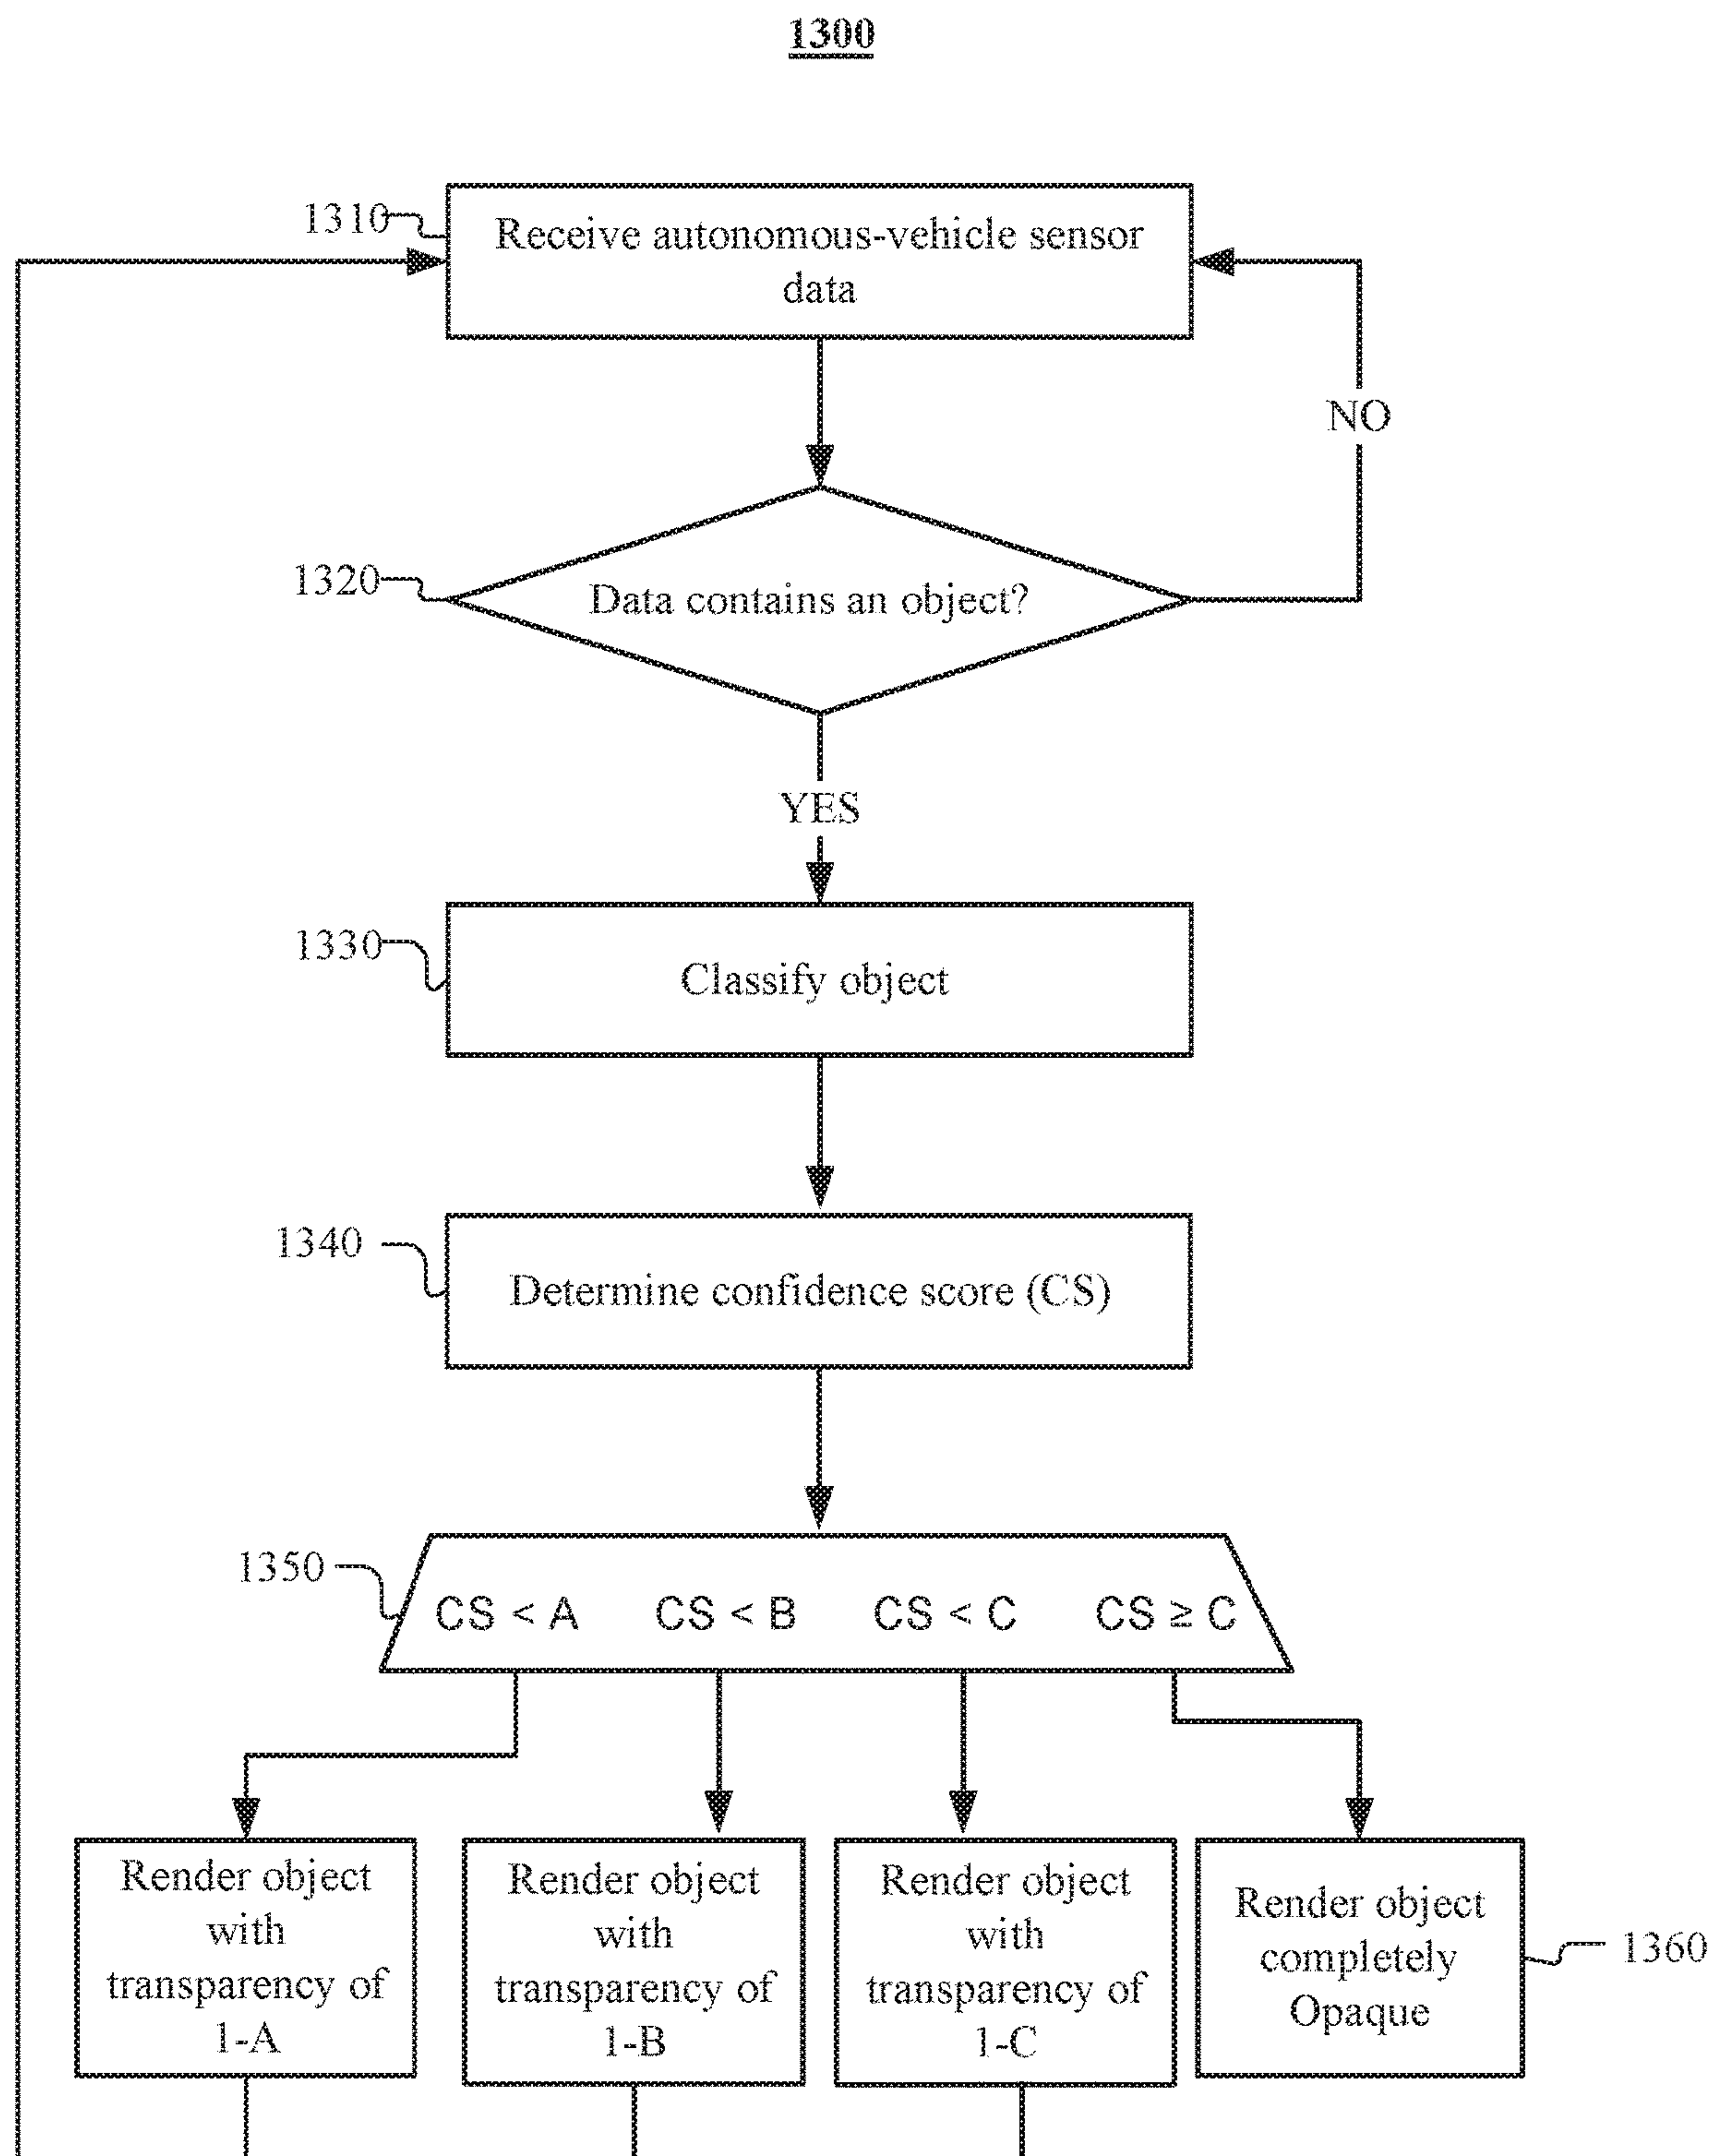 1300
1310
Receive autonomous-vehicle sensor
data
NO
1320
Data contains an object?
YES
1330
Classify object
1340
Determine confidence score (CS)
1350
CS < A CS < B CS < C CS ≥ C
Render object
with
transparency of
1-A
Render object
with
transparency of
1-B
Render object
with
transparency of
1-C
Render object
completely
Opaque
1360